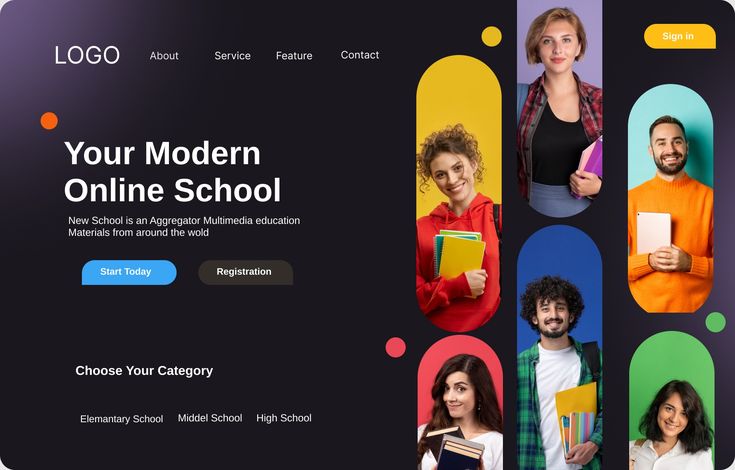 LOGO
About
Service
Feature
Contact
Sign in
Your Modern
Online School
New School is an Aggregator Multimedia education
Materials from around the wold
Start Today
Registration
Choose Your Category
Elemantary School
Middel School
High School